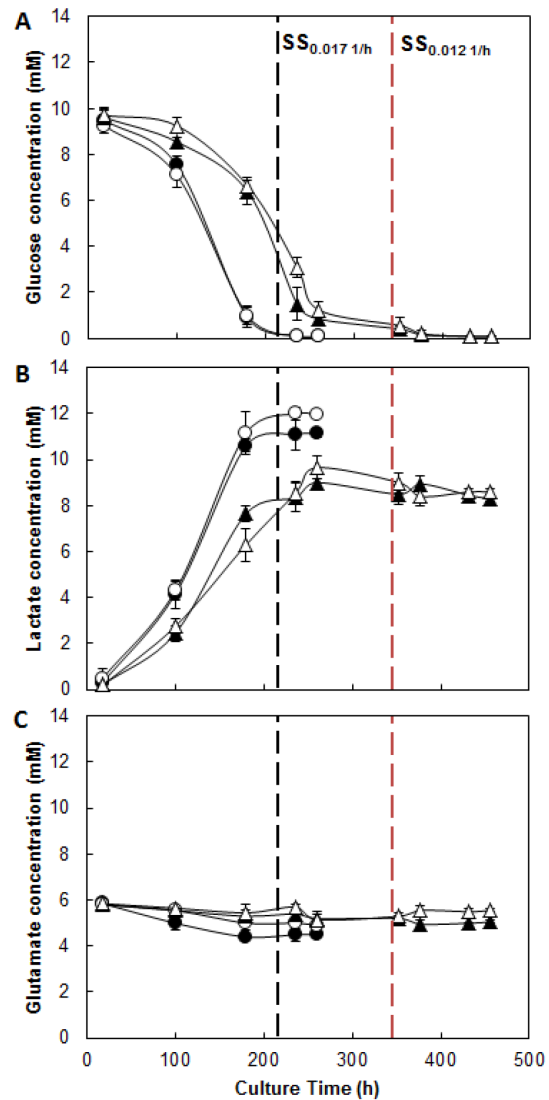 A
SS0.017 1/h
SS0.012 1/h
Glucose concentration (mM)
14
12
10
8
6
4
2
0
B
Lactate concentration (mM)
14
12
10
8
6
4
2
0
C
Glutamate concentration (mM)
14
12
10
8
6
4
2
0
0 100 200 300 400 500
Culture Time (h)